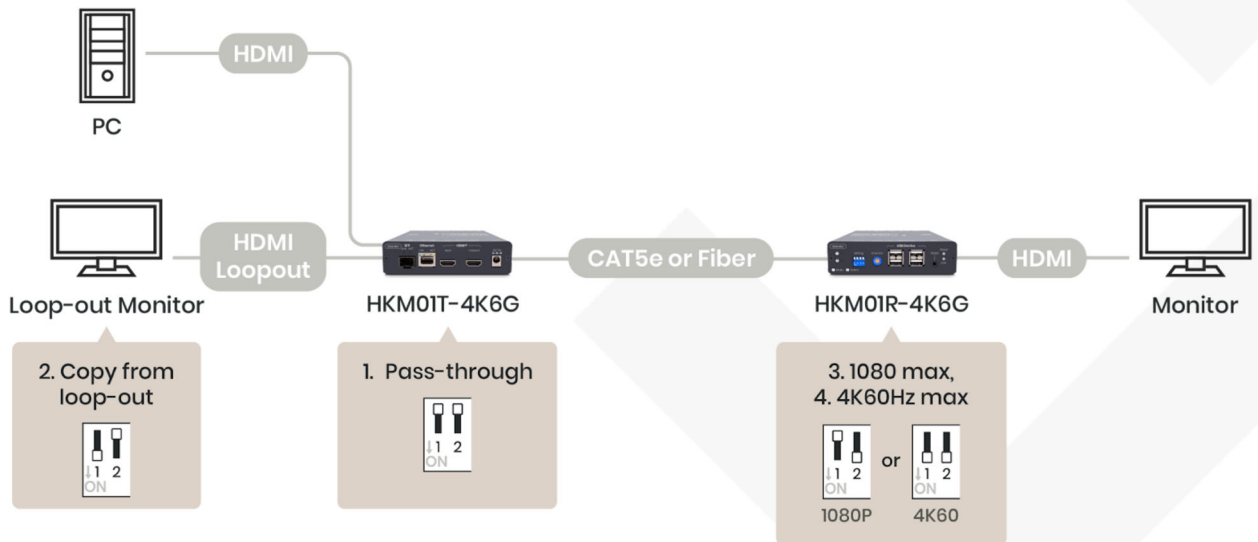 HDMI
PC
HDMI
Loopout
CAT5e or Fiber
HDMI
Loop-out Monitor
HKM01T-4K6G
HKM01R-4K6G
Monitor
2. Copy from
loop-out
↓1 2
ON
1. Pass-through
↓1 2
ON
3. 1080 max,
4. 4K60Hz max
↓1 2
ON
or
↓1 2
ON
1080P
4K60